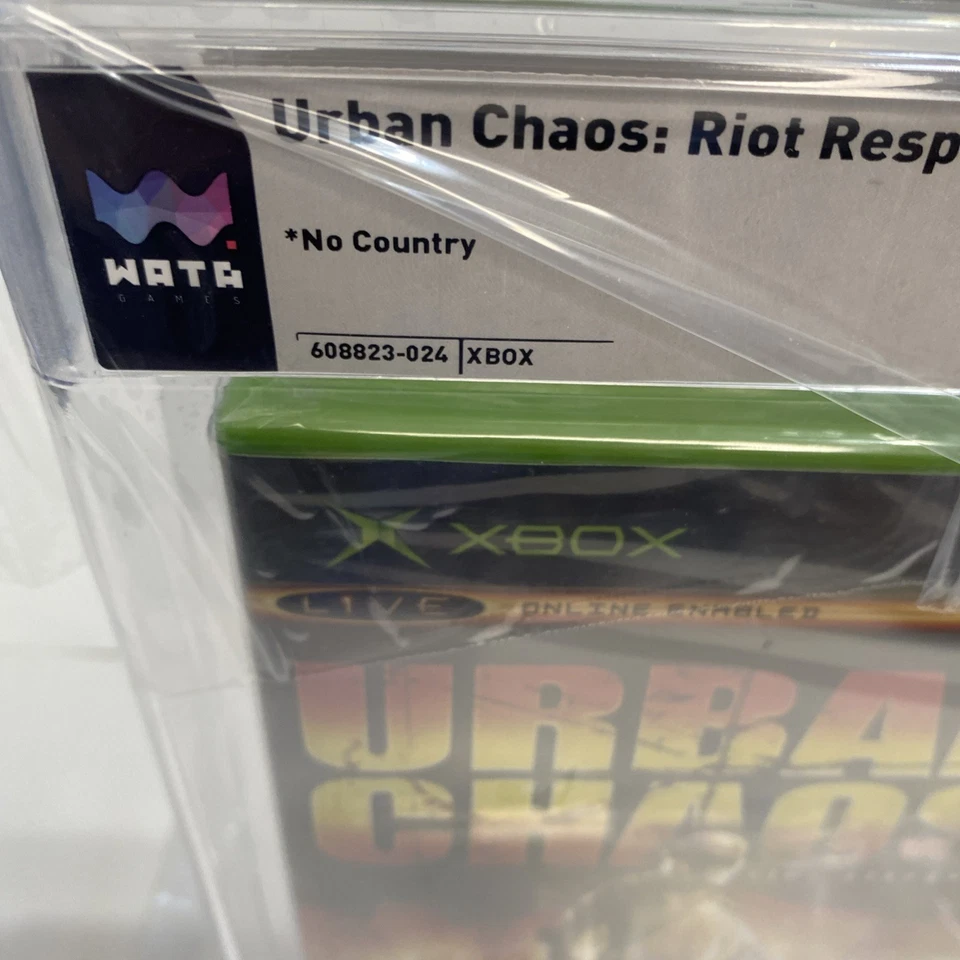 Urban Chaos: Riot Resp
*No Country
WATA
GAMES
608823-024 XBOX
XBOX
LIVE ONLINE ENABLED
URBA
CHAOS